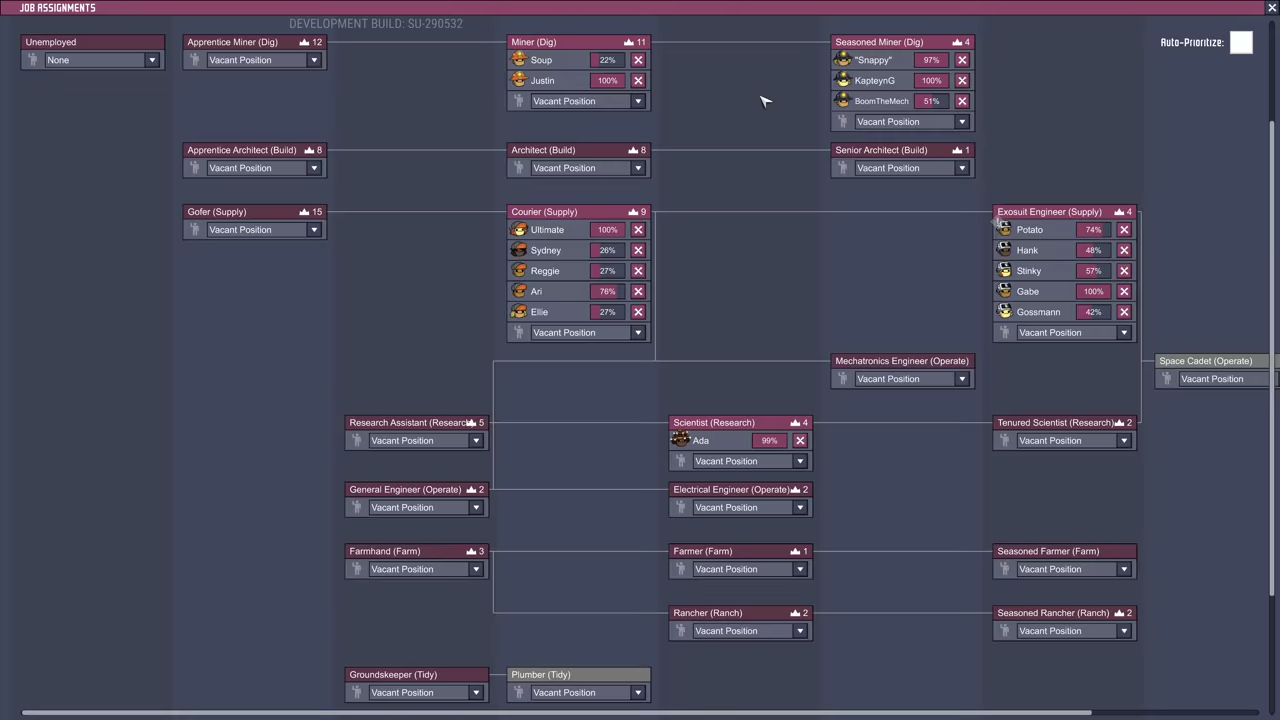 JOB ASSIGNMENTS
DEVELOPMENT BUILD: SU-290532
Auto-Prioritize:
Unemployed
None
Apprentice Miner (Dig) 12
Vacant Position
Miner (Dig) 11
Soup 22%
Justin 100%
Vacant Position
Seasoned Miner (Dig) 4
"Snappy" 97%
KapteynG 100%
BoomTheMech 51%
Vacant Position
Apprentice Architect (Build) 8
Vacant Position
Architect (Build) 8
Vacant Position
Senior Architect (Build) 1
Vacant Position
Gofer (Supply) 15
Vacant Position
Courier (Supply) 9
Ultimate 100%
Sydney 26%
Reggie 27%
Ari 76%
Ellie 27%
Vacant Position
Exosuit Engineer (Supply) 4
Potato 74%
Hank 48%
Stinky 57%
Gabe 100%
Gossmann 42%
Vacant Position
Mechatronics Engineer (Operate)
Vacant Position
Space Cadet (Operate)
Vacant Position
Research Assistant (Research 5
Vacant Position
Scientist (Research) 4
Ada 99%
Vacant Position
Tenured Scientist (Research) 2
Vacant Position
General Engineer (Operate) 2
Vacant Position
Electrical Engineer (Operate) 2
Vacant Position
Farmhand (Farm) 3
Vacant Position
Farmer (Farm) 1
Vacant Position
Seasoned Farmer (Farm)
Vacant Position
Rancher (Ranch) 2
Vacant Position
Seasoned Rancher (Ranch) 2
Vacant Position
Groundskeeper (Tidy)
Vacant Position
Plumber (Tidy)
Vacant Position